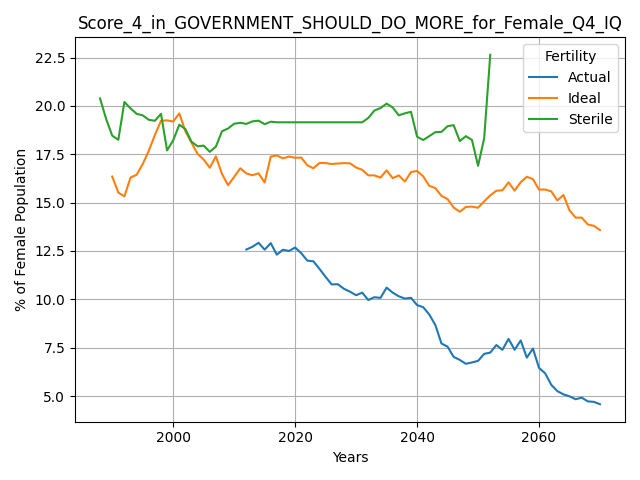 Score_4_in_GOVERNMENT_SHOULD_DO_MORE_for_Female_Q4_IQ
Fertility
Actual
Ideal
Sterile
22.5
20.0
17.5
15.0
12.5
10.0
7.5
5.0
% of Female Population
2000
2020
2040
2060
Years